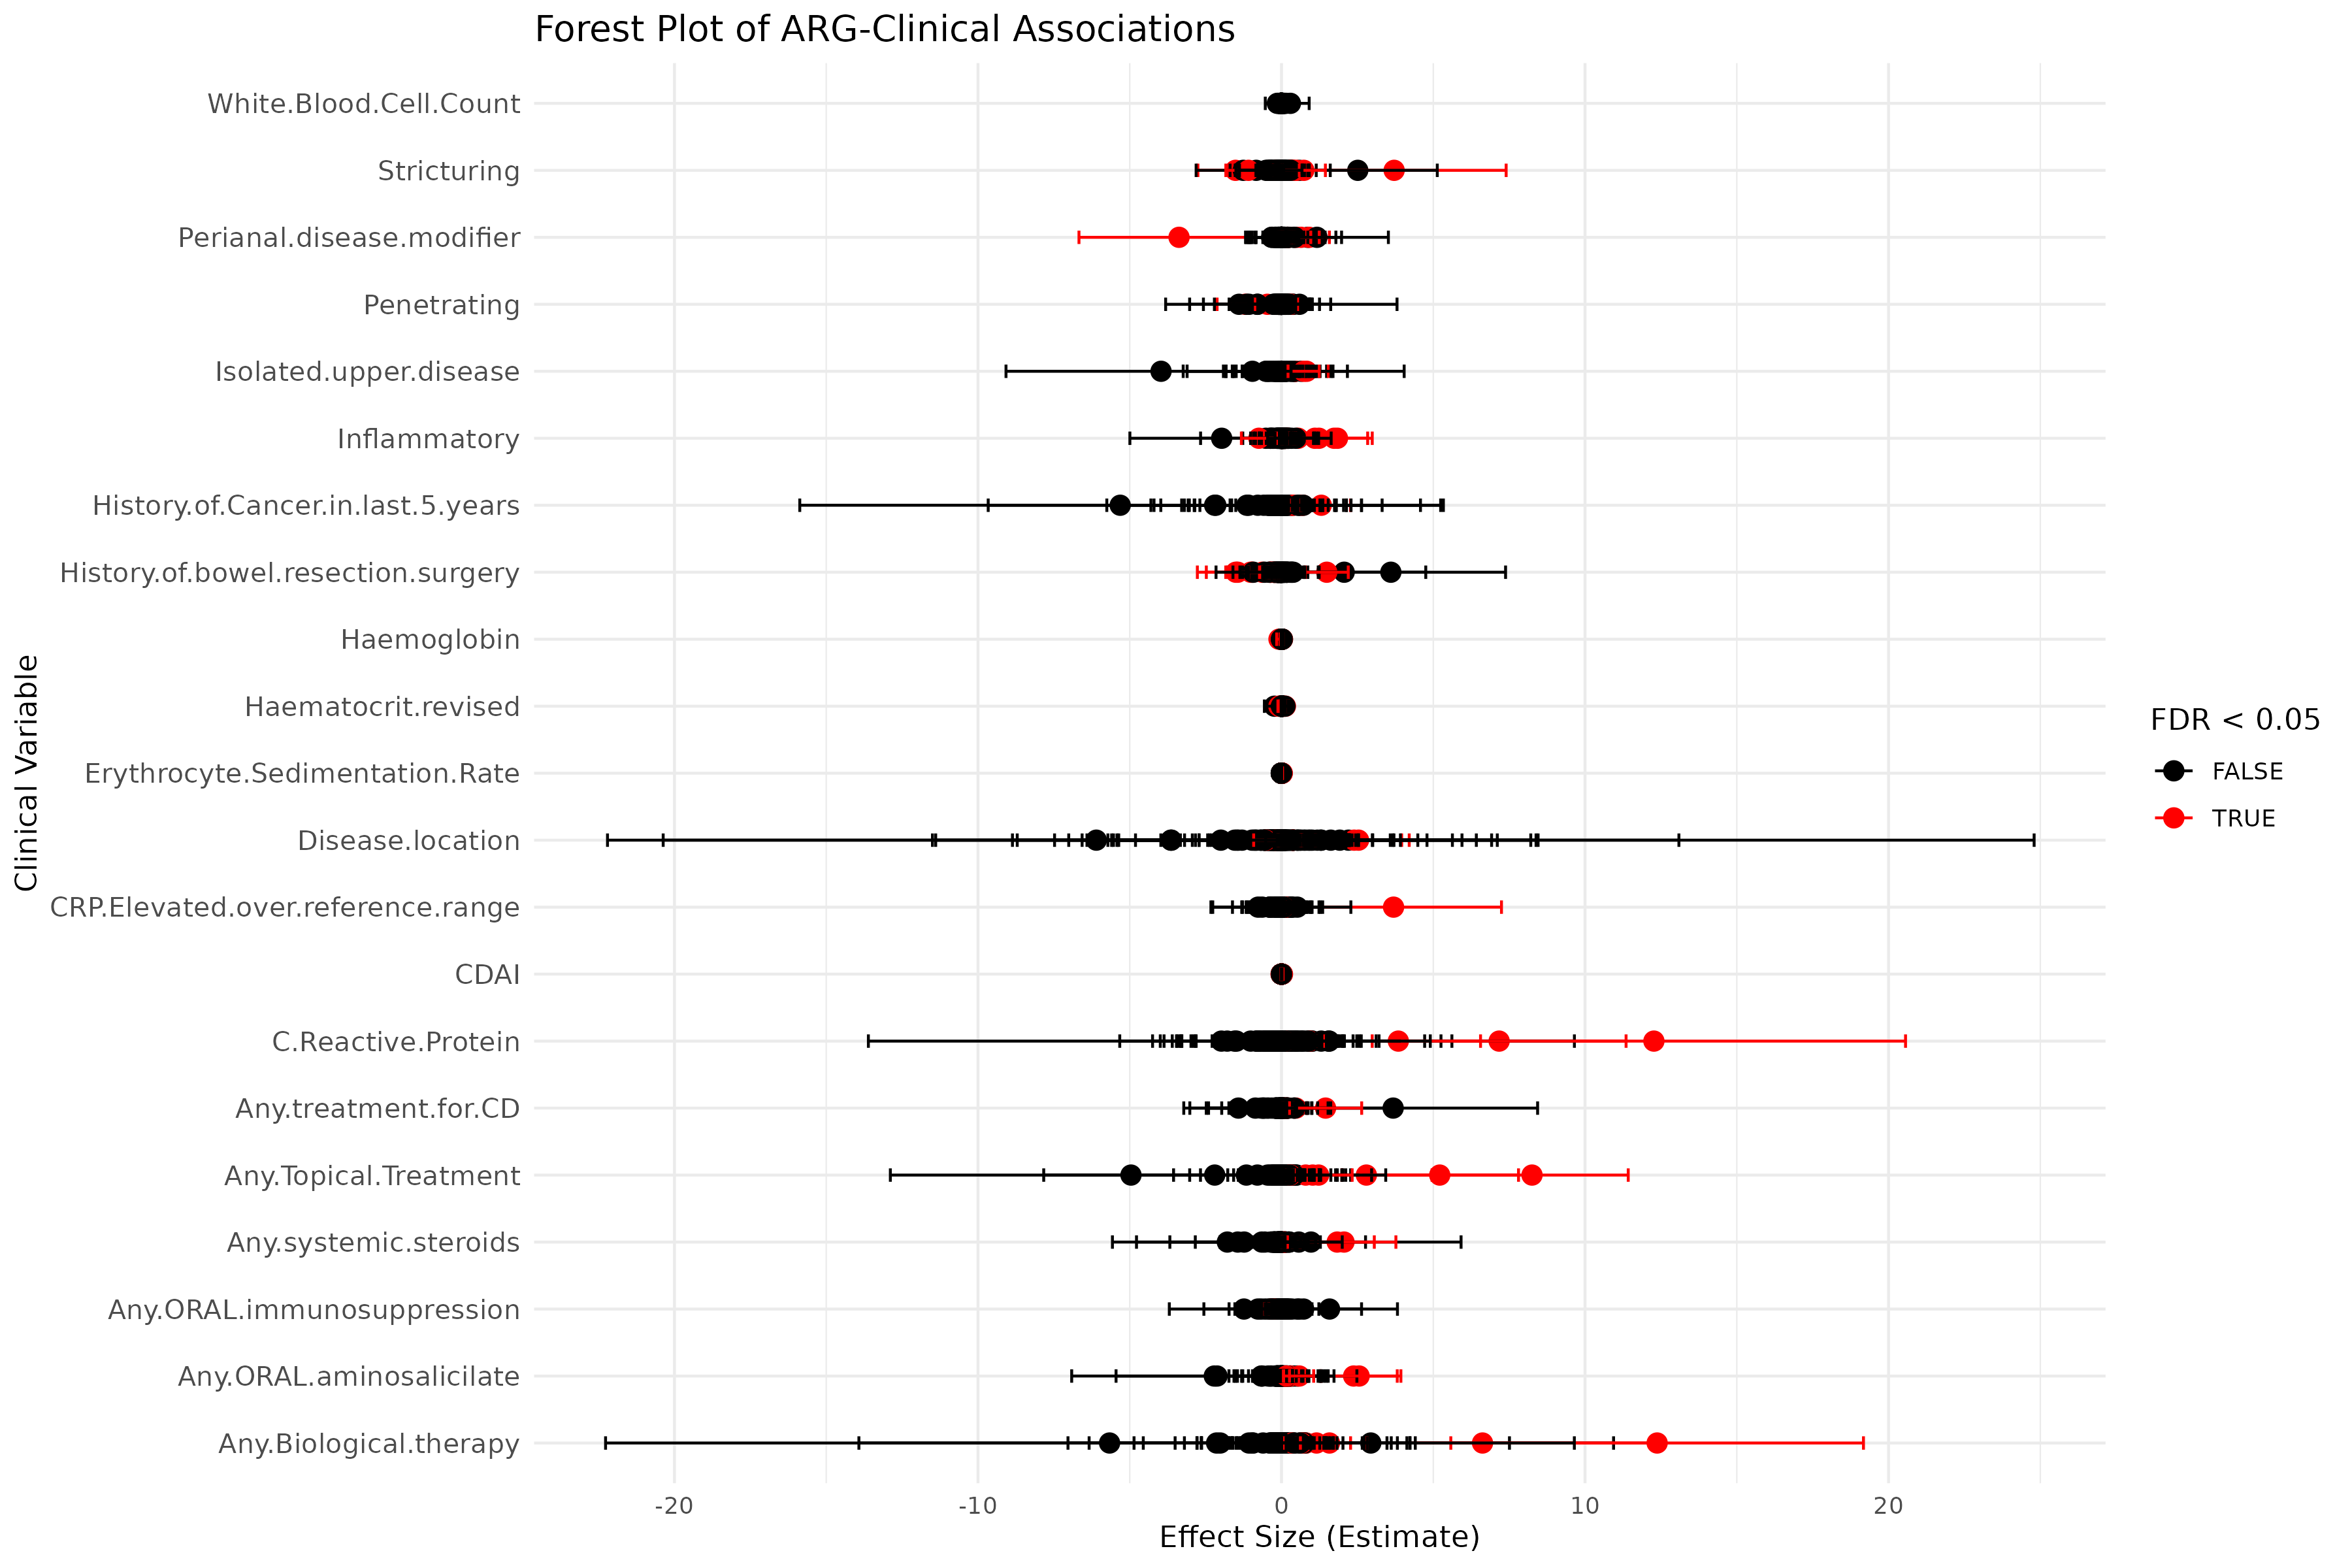 Forest Plot of ARG-Clinical Associations
White.Blood.Cell.Count
Stricturing
Perianal.disease.modifier
Penetrating
Isolated.upper.disease
Inflammatory
History.of.Cancer.in.last.5.years
History.of.bowel.resection.surgery
Haemoglobin
Haematocrit.revised
Erythrocyte.Sedimentation.Rate
Disease.location
CRP.Elevated.over.reference.range
CDAI
C.Reactive.Protein
Any.treatment.for.CD
Any.Topical.Treatment
Any.systemic.steroids
Any.ORAL.immunosuppression
Any.ORAL.aminosalicilate
Any.Biological.therapy
Clinical Variable
-20 -10 0 10 20
Effect Size (Estimate)
FDR < 0.05
FALSE
TRUE